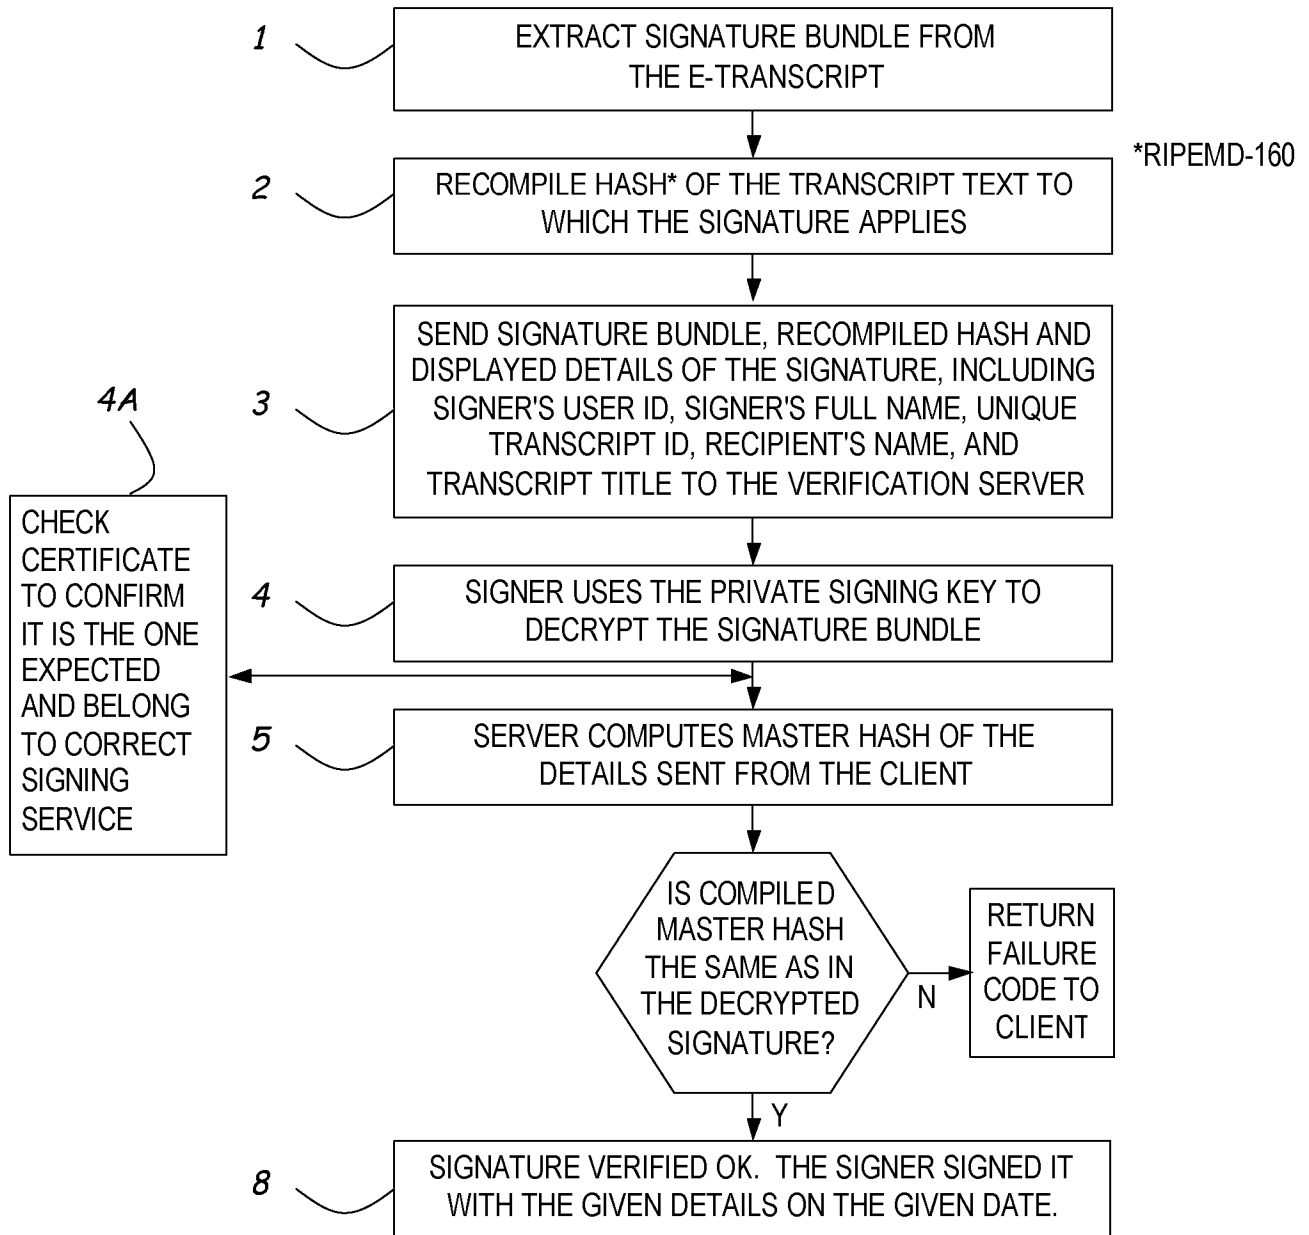 1
EXTRACT SIGNATURE BUNDLE FROM
THE E-TRANSCRIPT
*RIPEMD-160
2
RECOMPILE HASH* OF THE TRANSCRIPT TEXT TO
WHICH THE SIGNATURE APPLIES
3
SEND SIGNATURE BUNDLE, RECOMPILED HASH AND
DISPLAYED DETAILS OF THE SIGNATURE, INCLUDING
SIGNER'S USER ID, SIGNER'S FULL NAME, UNIQUE
TRANSCRIPT ID, RECIPIENT'S NAME, AND
TRANSCRIPT TITLE TO THE VERIFICATION SERVER
4A
CHECK
CERTIFICATE
TO CONFIRM
IT IS THE ONE
EXPECTED
AND BELONG
TO CORRECT
SIGNING
SERVICE
4
SIGNER USES THE PRIVATE SIGNING KEY TO
DECRYPT THE SIGNATURE BUNDLE
5
SERVER COMPUTES MASTER HASH OF THE
DETAILS SENT FROM THE CLIENT
IS COMPILED
MASTER HASH
THE SAME AS IN
THE DECRYPTED
SIGNATURE?
N
RETURN
FAILURE
CODE TO
CLIENT
Y
8
SIGNATURE VERIFIED OK. THE SIGNER SIGNED IT
WITH THE GIVEN DETAILS ON THE GIVEN DATE.